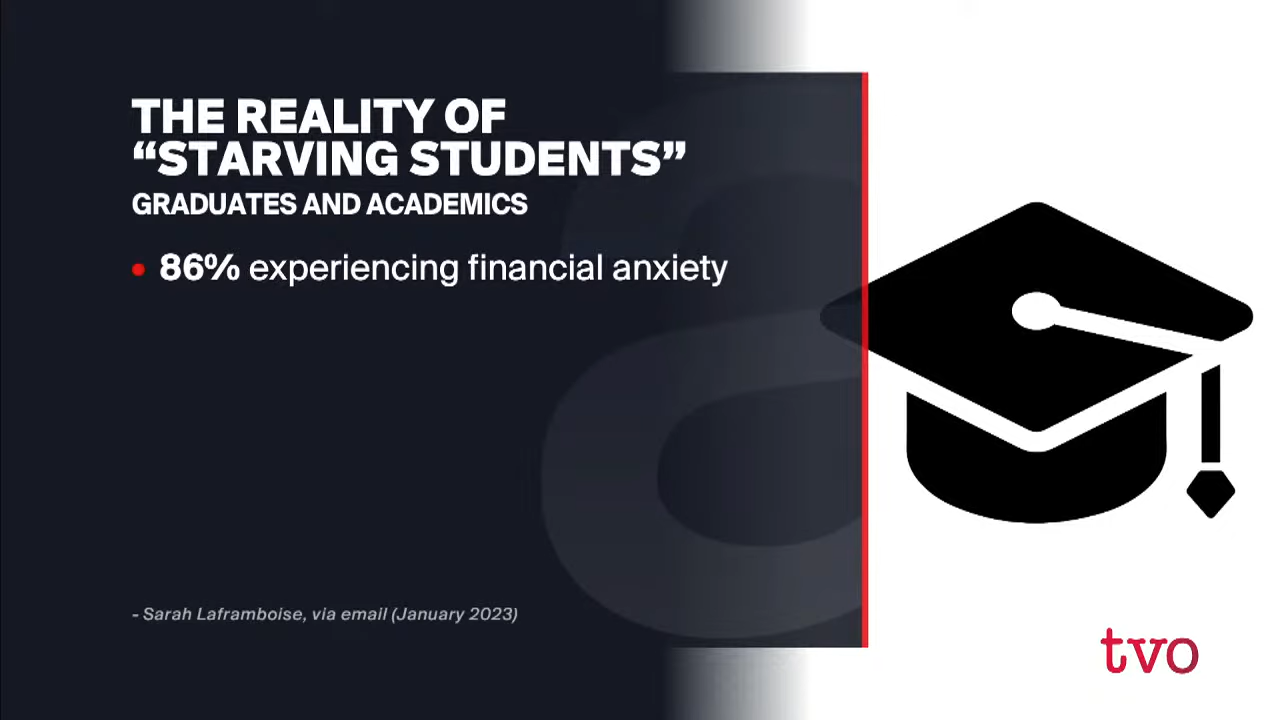 THE REALITY OF
“STARVING STUDENTS”
GRADUATES AND ACADEMICS
• 86% experiencing financial anxiety
- Sarah Laframboise, via email (January 2023)
tvo